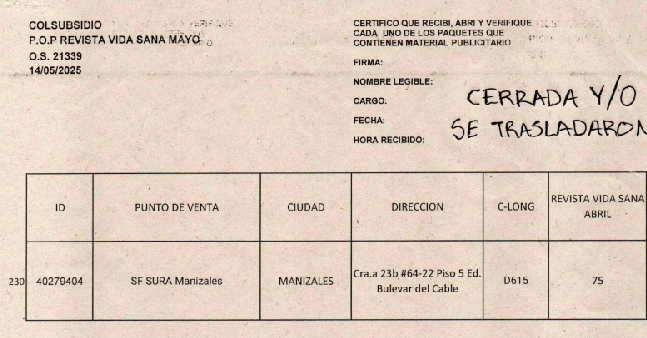 COLSUBSIDIO
P.O.P REVISTA VIDA SANA MAYO
O.S. 21339
14/05/2025
CERTIFICO QUE RECIBI, ABRI Y VERIFIQUE
CADA UNO DE LOS PAQUETES QUE
CONTIENEN MATERIAL PUBLICITARIO
FIRMA:
NOMBRE LEGIBLE:
CARGO:
FECHA:
HORA RECIBIDO:
CERRADA Y/O
SE TRASLADARON
ID PUNTO DE VENTA CIUDAD DIRECCION C-LONG REVISTA VIDA SANA
ABRIL
230 40279404 SF SURA Manizales MANIZALES Cra.a 23b #64-22 Piso 5 Ed. D615 75
Bulevar del Cable